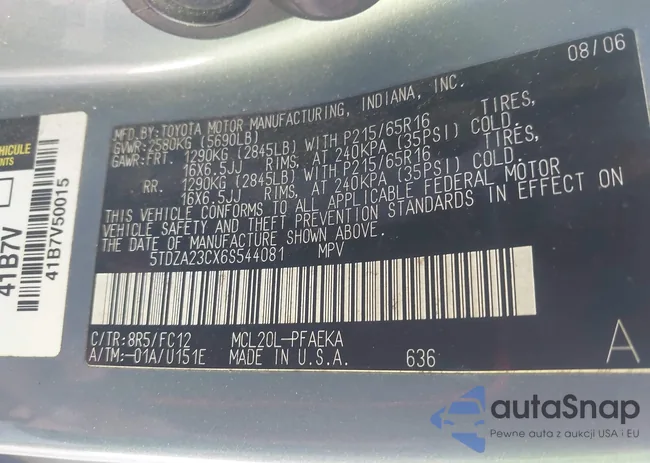 08/06
MFD.BY:TOYOTA MOTOR MANUFACTURING, INDIANA, INC.
GVWR:2580KG (5690LB)
GAWR:FRT. 1290KG (2845LB) WITH P215/65R16 TIRES,
16X6.5JJ RIMS, AT 240KPA (35PSI) COLD.
RR. 1290KG (2845LB) WITH P215/65R16 TIRES,
16X6.5JJ RIMS, AT 240KPA (35PSI) COLD.
THIS VEHICLE CONFORMS TO ALL APPLICABLE FEDERAL MOTOR
VEHICLE SAFETY AND THEFT PREVENTION STANDARDS IN EFFECT ON
THE DATE OF MANUFACTURE SHOWN ABOVE.
5TDZA23CX6S544081 MPV
C/TR:8R5/FC12 MCL20L-PFAEKA
A/TM:-01A/U151E MADE IN U.S.A. 636
A
VEHICULE
ENTS
41B7V
41B7V50015
autoSnap
Pewne auta z aukcji USA i EU